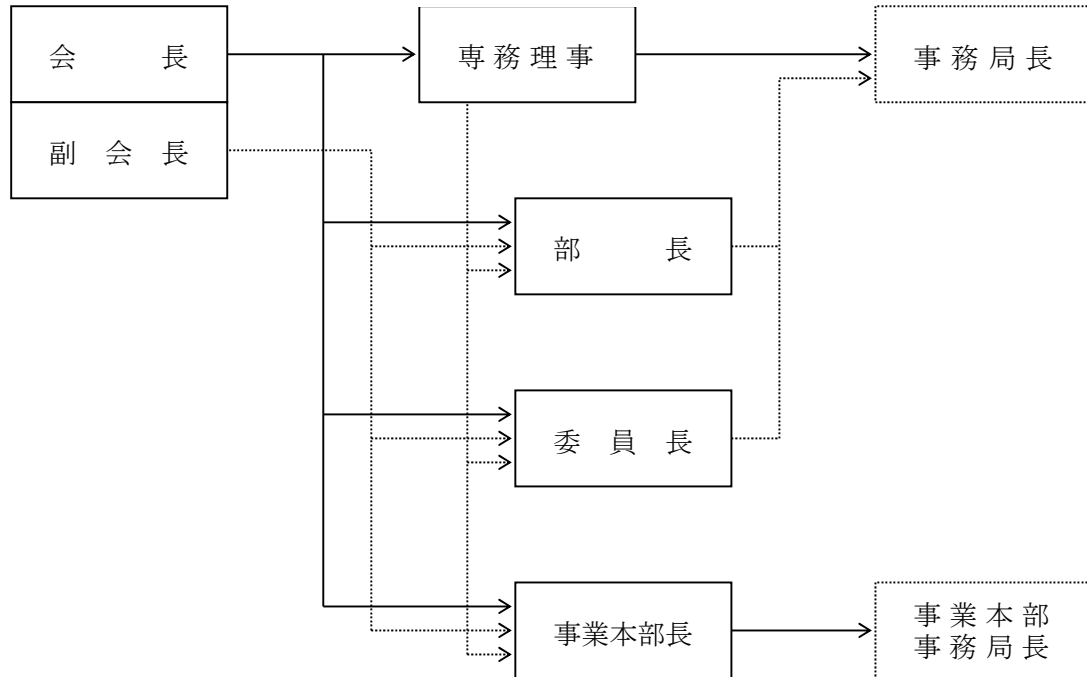 会長
専務理事
事務局長
副会長
部長
委員長
事業本部長
事業本部
事務局長